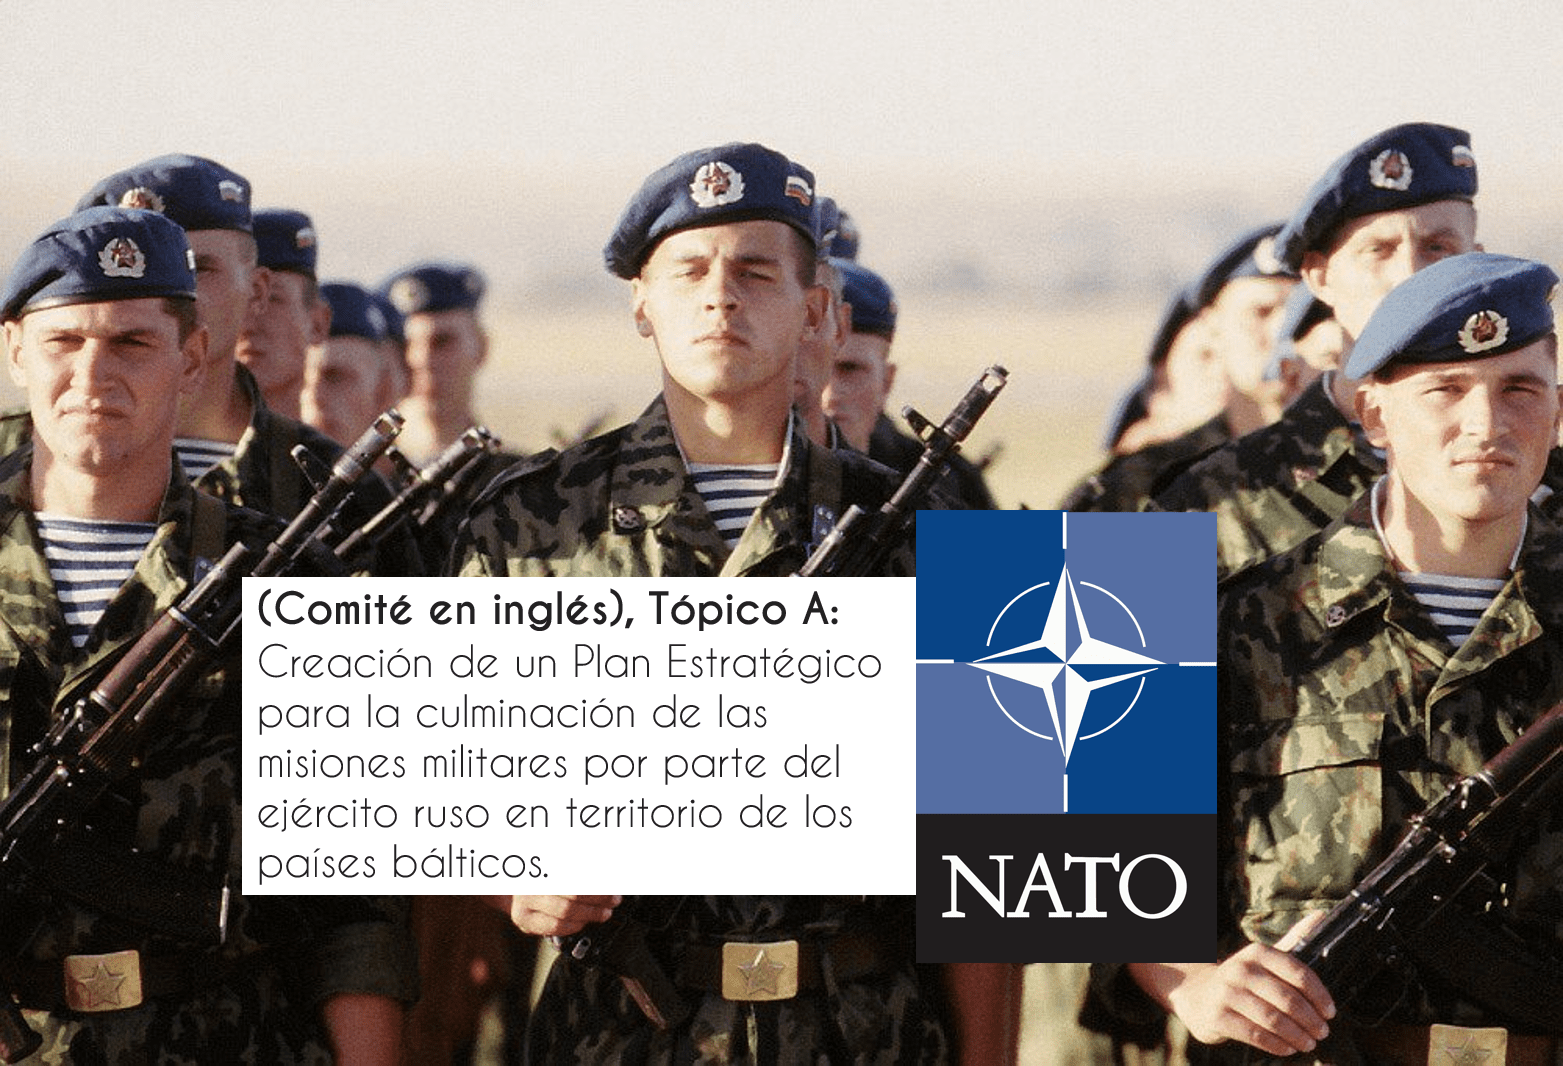 (Comité en inglés), Tópico A:
Creación de un Plan Estratégico
para la culminación de las
misiones militares por parte del
ejército ruso en territorio de los
países bálticos.
NATO